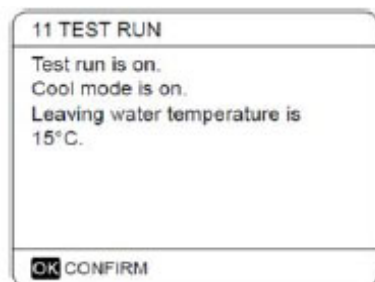 11 TEST RUN
Test run is on.
Cool mode is on.
Leaving water temperature is
15°C.
OK CONFIRM